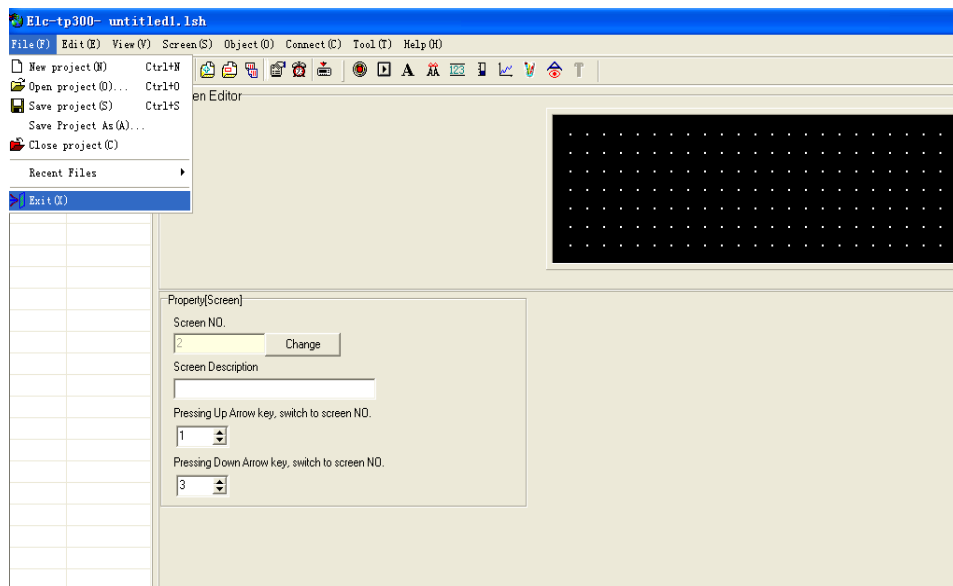 Elc-tp300- untitled1.lsh
File(F) Edit(E) View(V) Screen(S) Object(O) Connect(C) Tool(T) Help(H)
New project(N) Ctrl+N
Open project(O)... Ctrl+O
Save project(S) Ctrl+S
Save Project As(A)...
Close project(C)
Recent Files
Exit(X)
A AA 123 T
en Editor
Property[Screen]
Screen NO.
2 Change
Screen Description
Pressing Up Arrow key, switch to screen NO.
1
Pressing Down Arrow key, switch to screen NO.
3